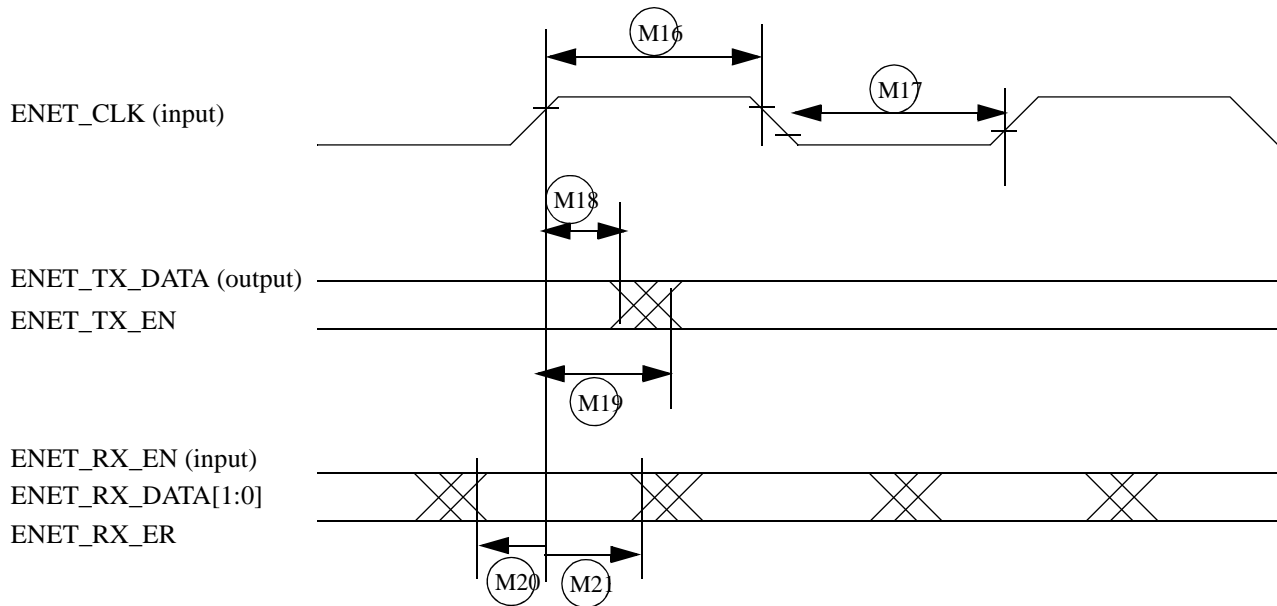 M16
M17
ENET_CLK (input)
M18
ENET_TX_DATA (output)
ENET_TX_EN
M19
ENET_RX_EN (input)
ENET_RX_DATA[1:0]
ENET_RX_ER
M20
M21